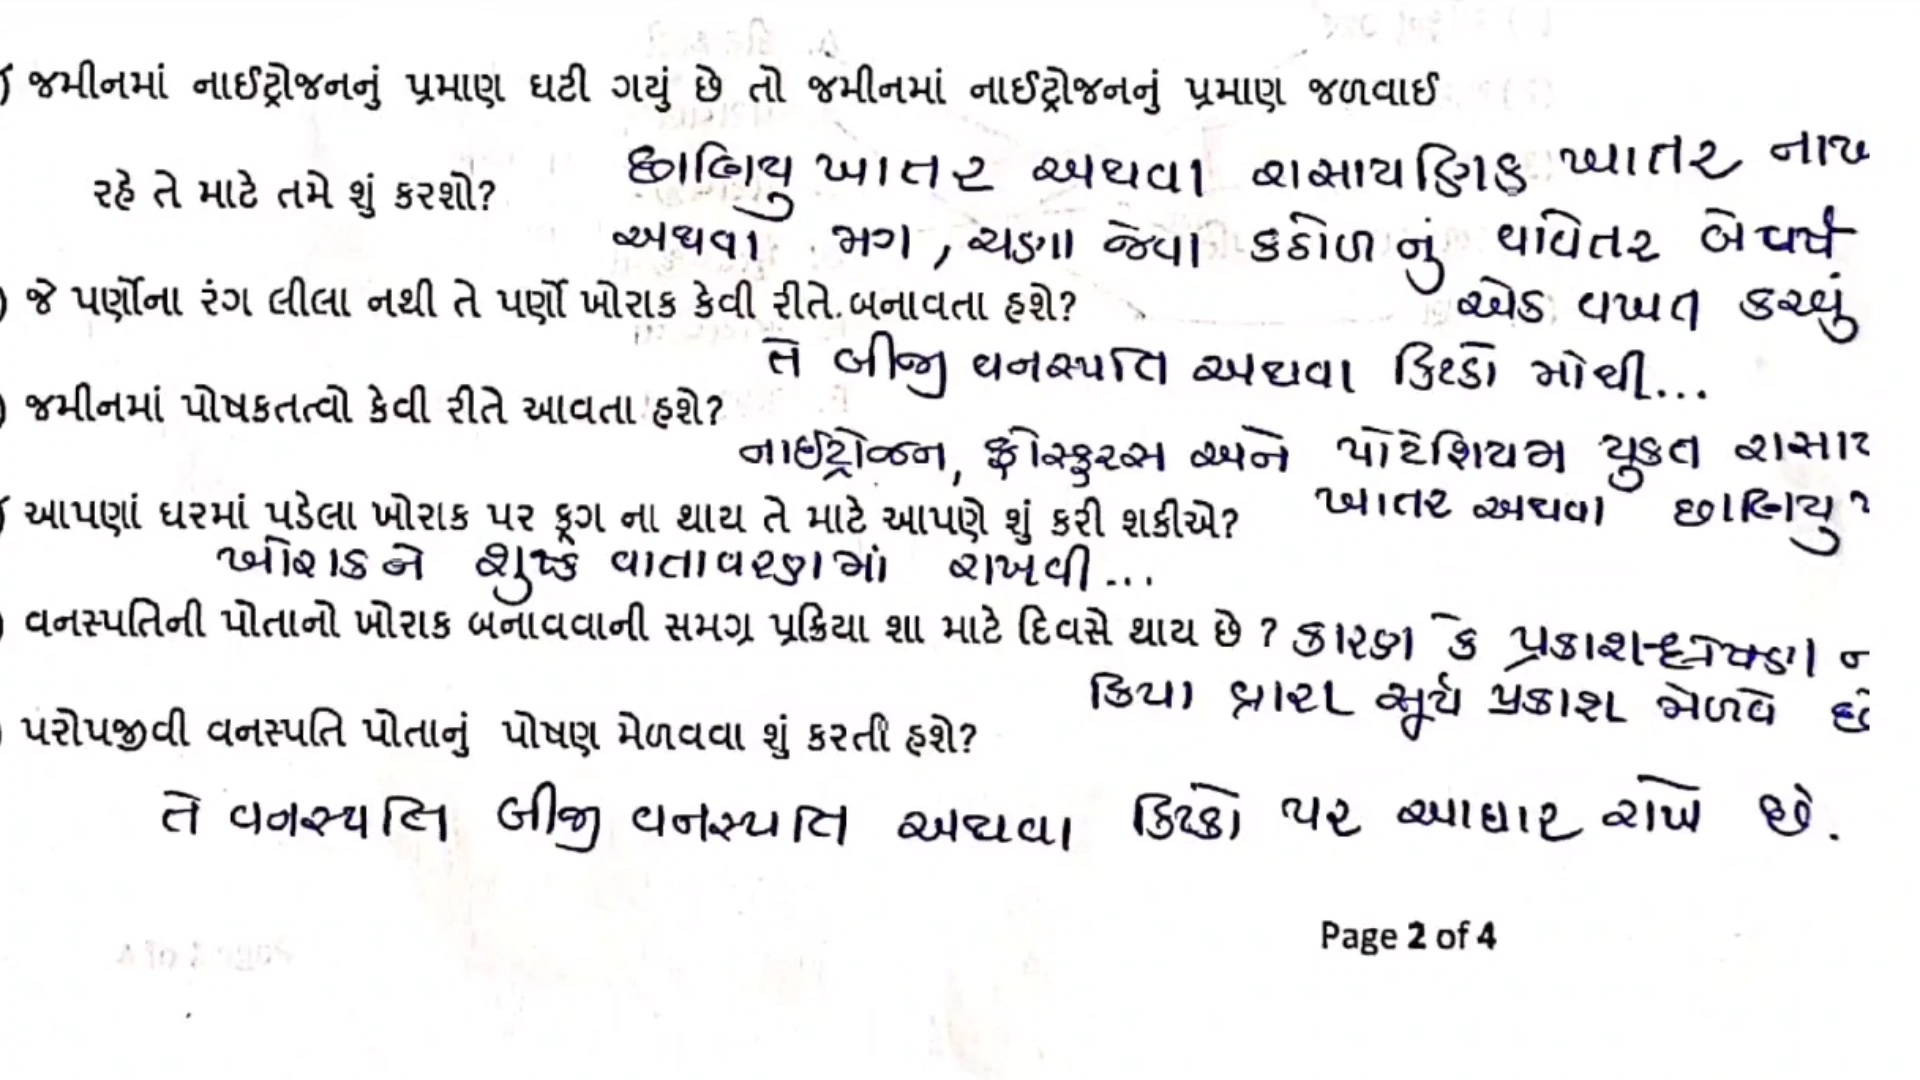 જમીનમાં નાઈટ્રોજનનું પ્રમાણ ઘટી ગયું છે તો જમીનમાં નાઈટ્રોજનનું પ્રમાણ જળવાઈ
રહે તે માટે તમે શું કરશો? છાણિયુ ખાતર અથવા રાસાયણિક ખાતર નાખ
અથવા મગ, ચણા જેવા કઠોળ નું વાવેતર બે વર્ષે
જે પર્ણોના રંગ લીલા નથી તે પર્ણો ખોરાક કેવી રીતે.બનાવતા હશે? એક વખત કરવું
તે બીજી વનસ્પતિ અથવા કિટકો માંથી...
જમીનમાં પોષકતત્વો કેવી રીતે આવતા હશે?
નાઈટ્રોજન, ફોસ્ફરસ અને પોટેશિયમ યુક્ત રાસાય
આપણાં ઘરમાં પડેલા ખોરાક પર ફૂગ ના થાય તે માટે આપણે શું કરી શકીએ? ખાતર અથવા છાણિયુ
ખોરાક ને શુષ્ક વાતાવરણમાં રાખવી...
વનસ્પતિની પોતાનો ખોરાક બનાવવાની સમગ્ર પ્રક્રિયા શા માટે દિવસે થાય છે ? કારણ કે
ક્રિયા દ્વારા સૂર્ય પ્રકાશ મેળવે છે
પરોપજીવી વનસ્પતિ પોતાનું પોષણ મેળવવા શું કરતી હશે?
તે વનસ્પતિ બીજી વનસ્પતિ અથવા કિટકો પર આધાર રાખે છે.
Page 2 of 4